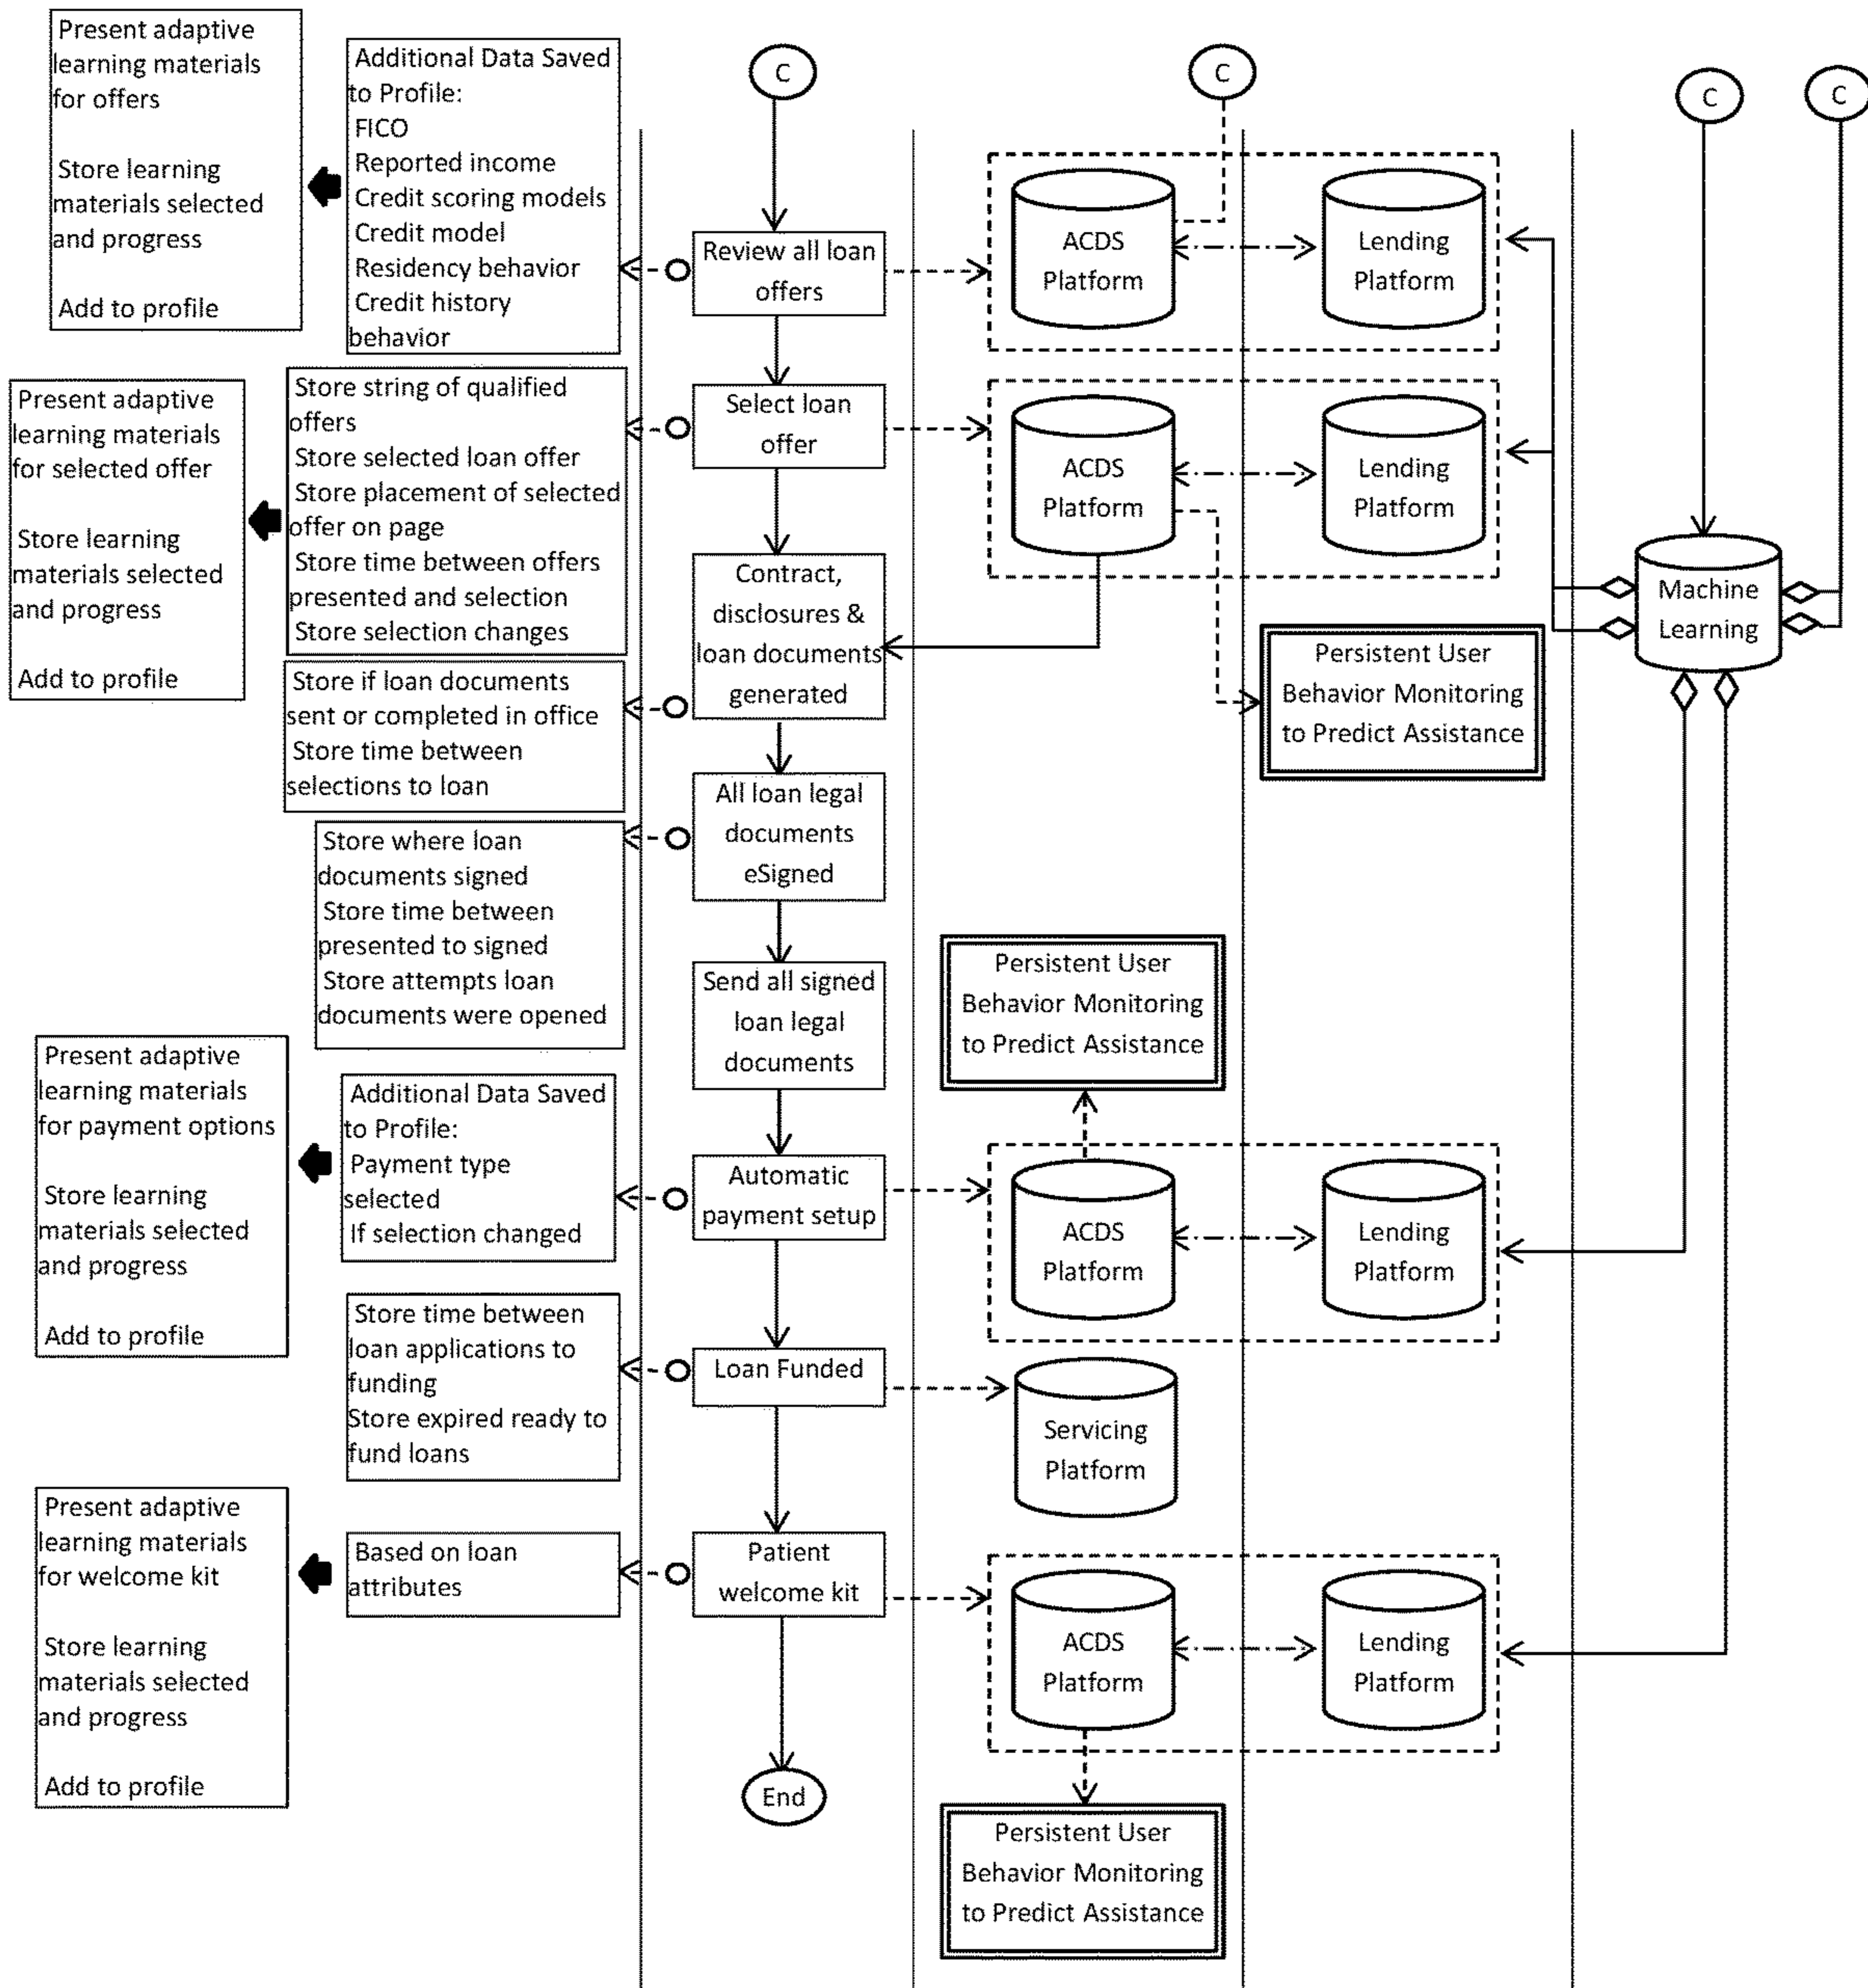 Present adaptive
learning materials
for offers
Store learning
materials selected
and progress
Add to profile
Additional Data Saved
to Profile:
FICO
Reported income
Credit scoring models
Credit model
Residency behavior
Credit history
behavior
C
Review all loan
offers
C
ACDS
Platform
Lending
Platform
C
C
Present adaptive
learning materials
for selected offer
Store learning
materials selected
and progress
Add to profile
Store string of qualified
offers
Store selected loan offer
Store placement of selected
offer on page
Store time between offers
presented and selection
Store selection changes
Select loan
offer
ACDS
Platform
Lending
Platform
Machine
Learning
Store if loan documents
sent or completed in office
Store time between
selections to loan
Contract,
disclosures &
loan documents
generated
Persistent User
Behavior Monitoring
to Predict Assistance
Store where loan
documents signed
Store time between
presented to signed
Store attempts loan
documents were opened
All loan legal
documents
eSigned
Send all signed
loan legal
documents
Persistent User
Behavior Monitoring
to Predict Assistance
Present adaptive
learning materials
for payment options
Store learning
materials selected
and progress
Add to profile
Additional Data Saved
to Profile:
Payment type
selected
If selection changed
Automatic
payment setup
ACDS
Platform
Lending
Platform
Store time between
loan applications to
funding
Store expired ready to
fund loans
Loan Funded
Servicing
Platform
Present adaptive
learning materials
for welcome kit
Store learning
materials selected
and progress
Add to profile
Based on loan
attributes
Patient
welcome kit
ACDS
Platform
Lending
Platform
End
Persistent User
Behavior Monitoring
to Predict Assistance